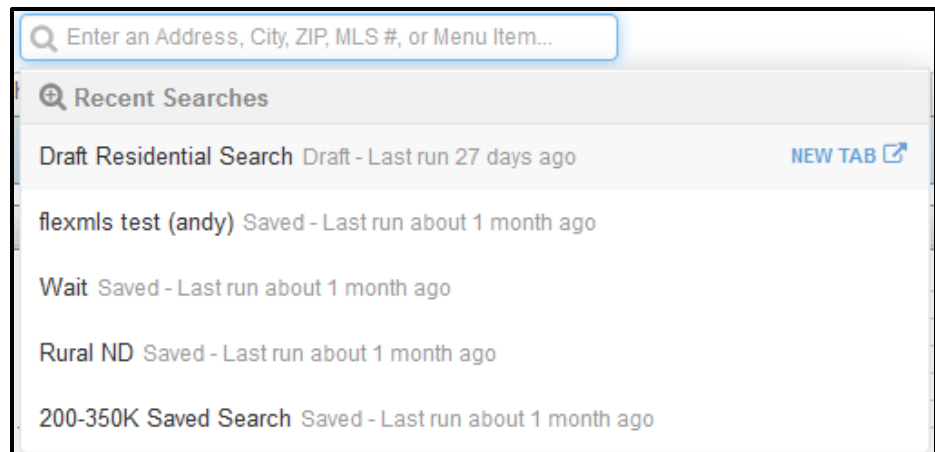 Enter an Address, City, ZIP, MLS #, or Menu Item...
Recent Searches
Draft Residential Search Draft - Last run 27 days ago NEW TAB
flexmls test (andy) Saved - Last run about 1 month ago
Wait Saved - Last run about 1 month ago
Rural ND Saved - Last run about 1 month ago
200-350K Saved Search Saved - Last run about 1 month ago